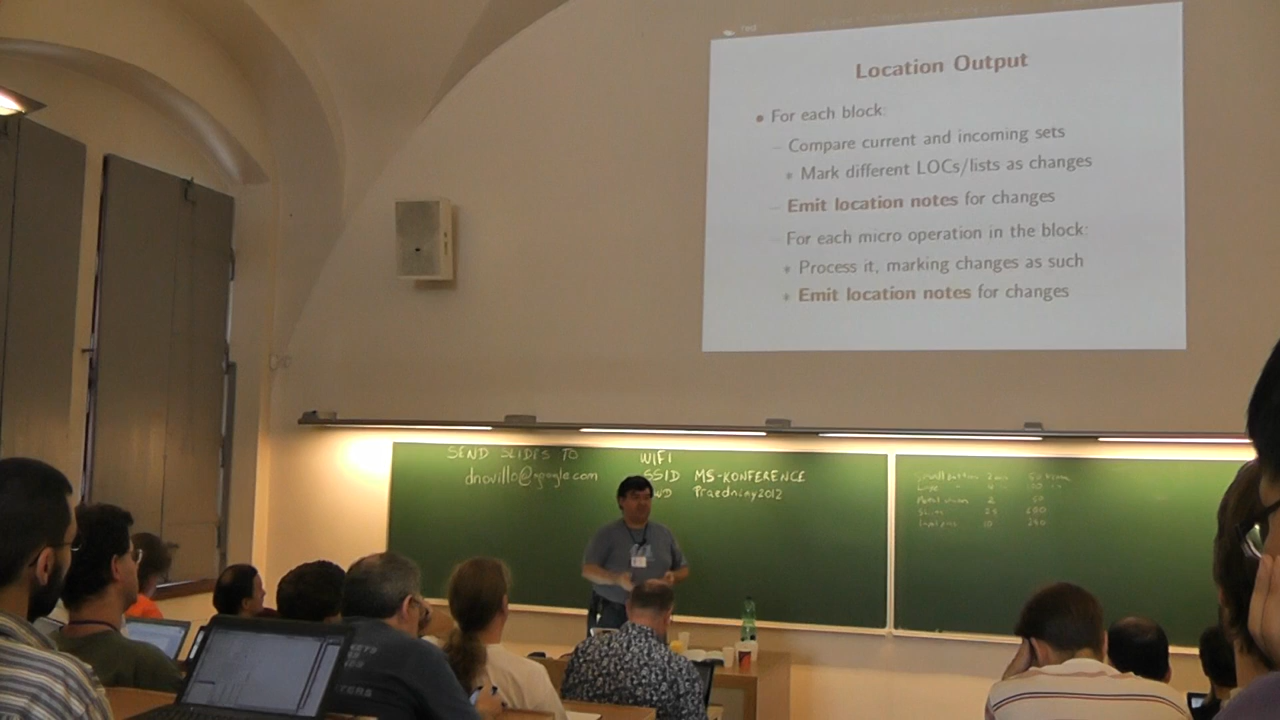 Location Output
• For each block:
– Compare current and incoming sets
• Mark different LOCs/lists as changes
– Emit location notes for changes
– For each micro operation in the block:
• Process it, marking changes as such
• Emit location notes for changes
SEND SLIDES TO
dnovillo@google.com
WIFI
SSID MS-KONFERENCE
Prazdniny2012